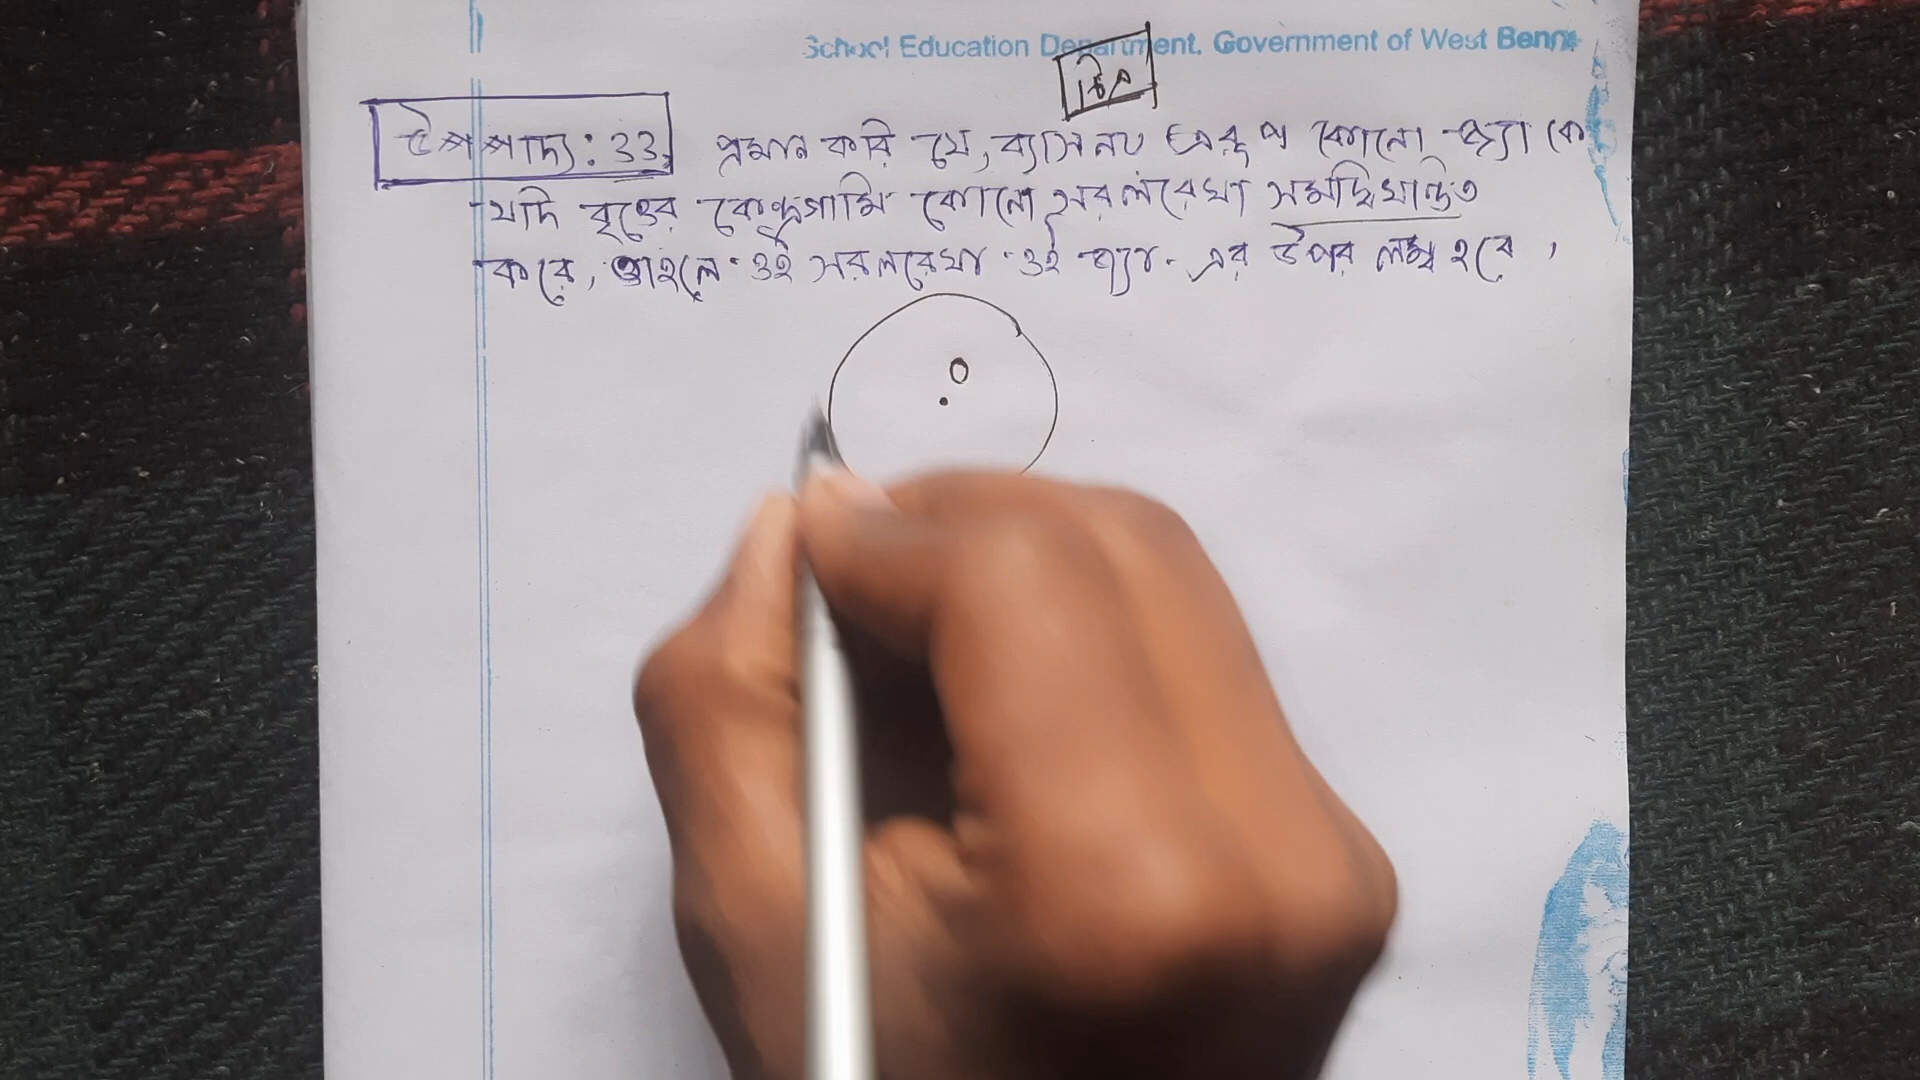 School Education Department. Government of West Beng
চিত্র
উপপাদ্য: 33. প্রমান করি যে, ব্যাস নয় এরূপ কোনো জ্যা কে
যদি বৃত্তের কেন্দ্রগামি কোনো সরলরেখা সমদ্বিখন্ডিত
করে, তাহলে ওই সরলরেখা ওই জ্যা এর উপর লম্ব হবে,
O